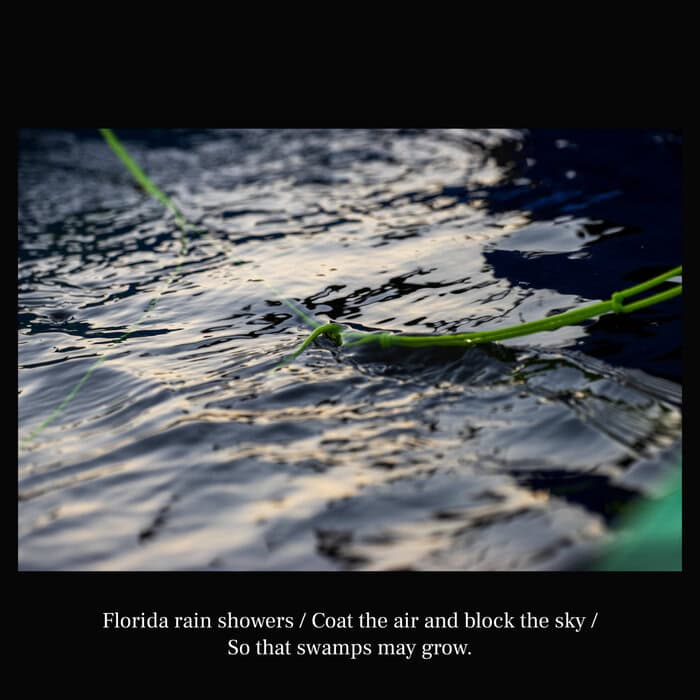 Florida rain showers / Coat the air and block the sky /
So that swamps may grow.